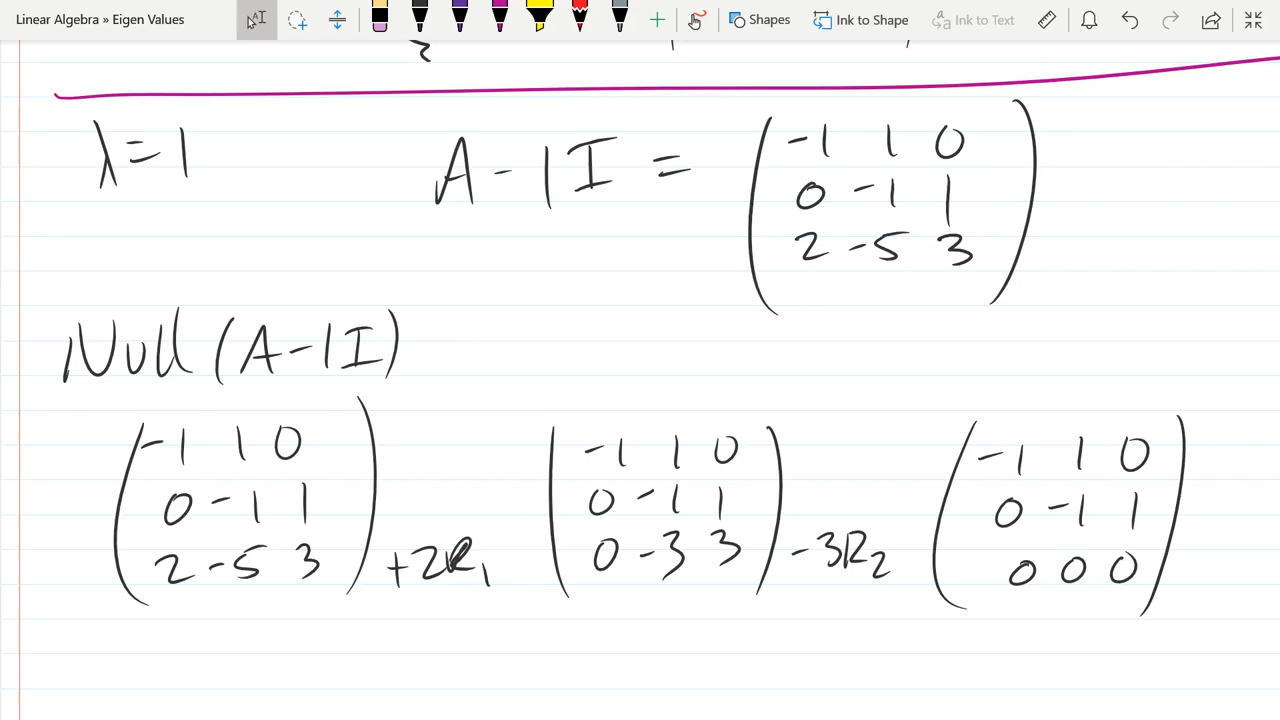 Linear Algebra » Eigen Values
Shapes
Ink to Shape
Ink to Text
λ = 1
A - 1I =
-1 1 0
0 -1 1
2 -5 3
Null (A - 1I)
-1 1 0
0 -1 1
2 -5 3
+2R₁
-1 1 0
0 -1 1
0 -3 3
-3R₂
-1 1 0
0 -1 1
0 0 0